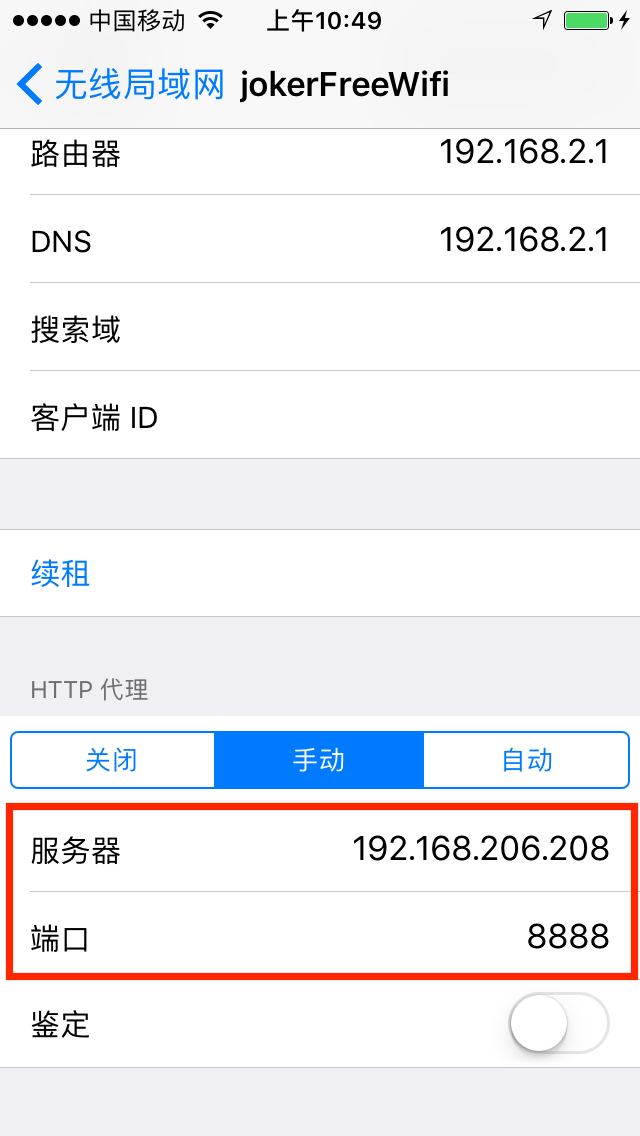 中国移动 上午10:49
无线局域网 jokerFreeWifi
路由器 192.168.2.1
DNS 192.168.2.1
搜索域
客户端 ID
续租
HTTP 代理
关闭 手动 自动
服务器 192.168.206.208
端口 8888
鉴定